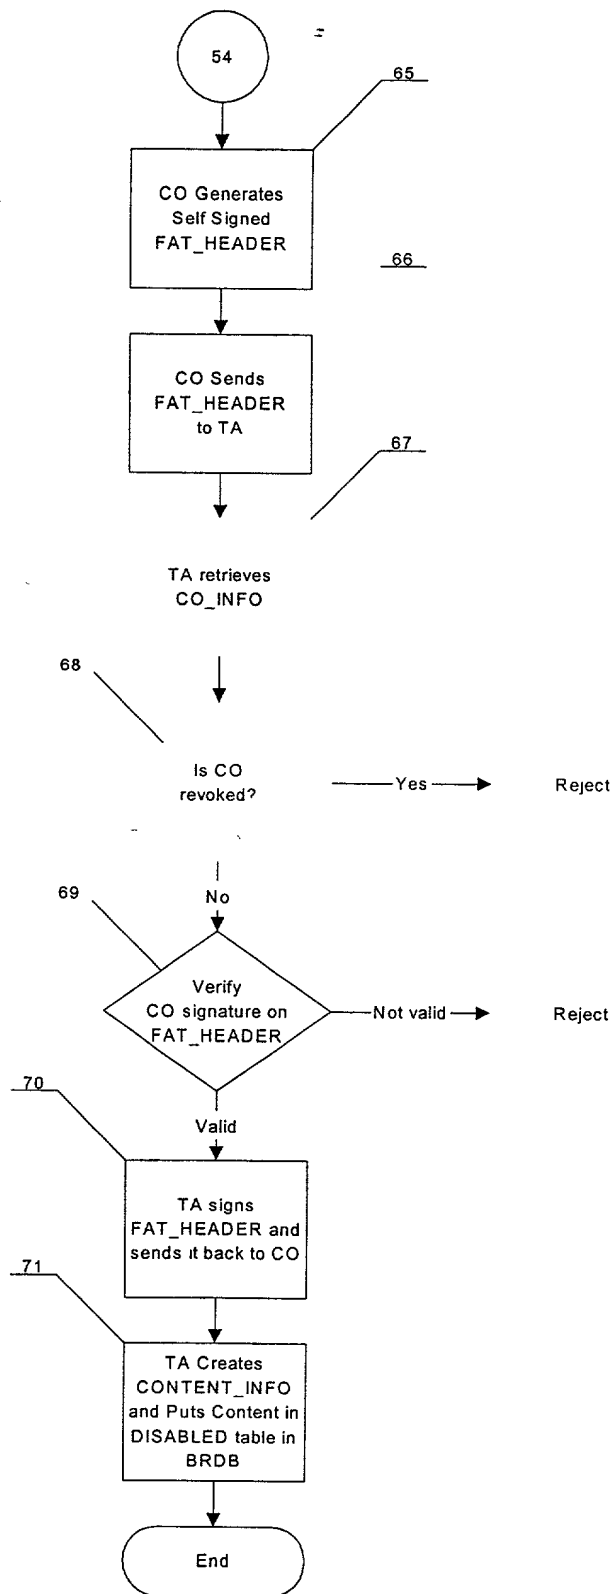 54
65
CO Generates
Self Signed
FAT_HEADER
66
CO Sends
FAT_HEADER
to TA
67
TA retrieves
CO_INFO
68
Is CO
revoked?
Yes
Reject
No
69
Verify
CO signature on
FAT_HEADER
Not valid
Reject
70
Valid
TA signs
FAT_HEADER and
sends it back to CO
71
TA Creates
CONTENT_INFO
and Puts Content in
DISABLED table in
BRDB
End